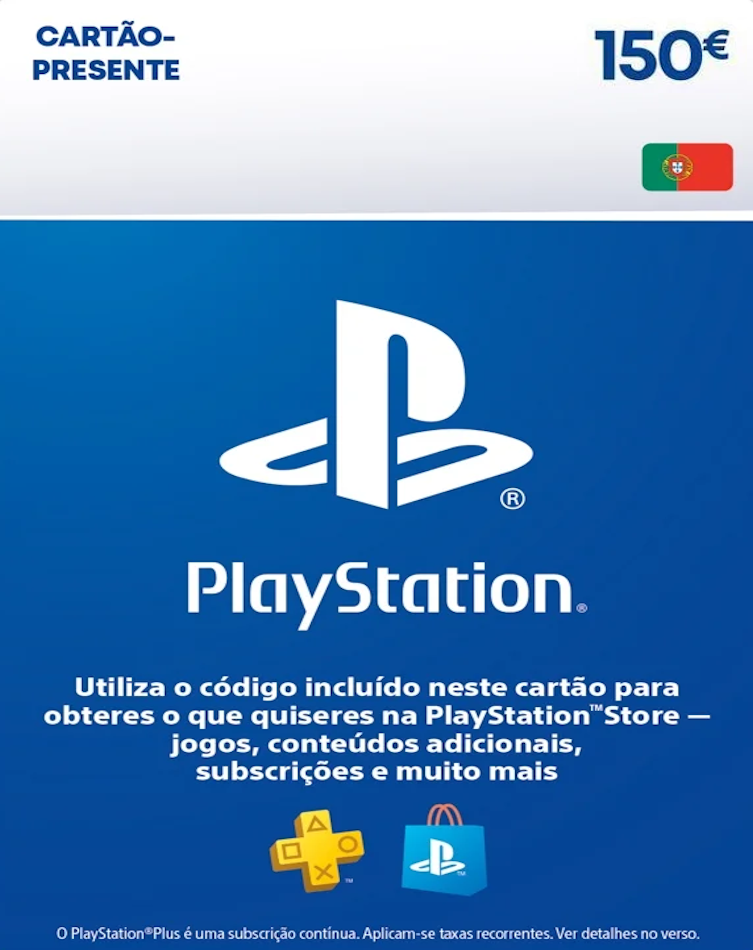 CARTÃO-
PRESENTE
150€
PlayStation®
Utiliza o código incluído neste cartão para
obteres o que quiseres na PlayStation™Store —
jogos, conteúdos adicionais,
subscrições e muito mais
O PlayStation®Plus é uma subscrição contínua. Aplicam-se taxas recorrentes. Ver detalhes no verso.